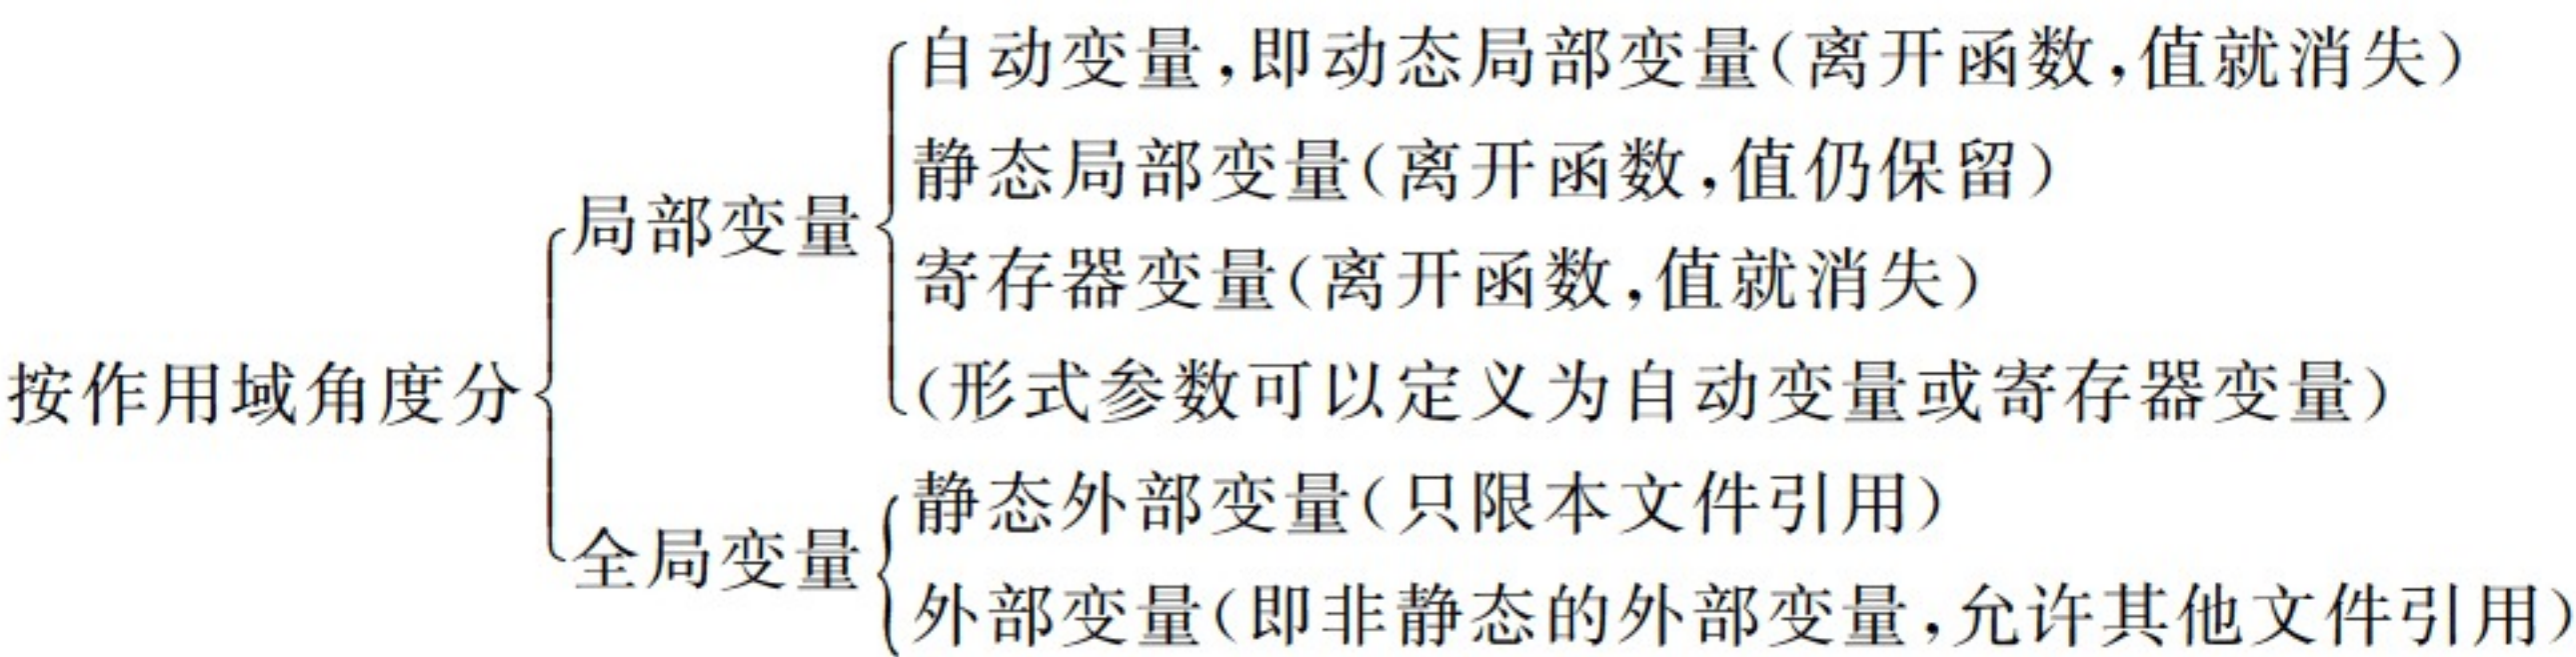 自动变量,即动态局部变量(离开函数,值就消失)
静态局部变量(离开函数,值仍保留)
局部变量
寄存器变量(离开函数,值就消失)
按作用域角度分
(形式参数可以定义为自动变量或寄存器变量)
静态外部变量(只限本文件引用)
全局变量
外部变量(即非静态的外部变量,允许其他文件引用)